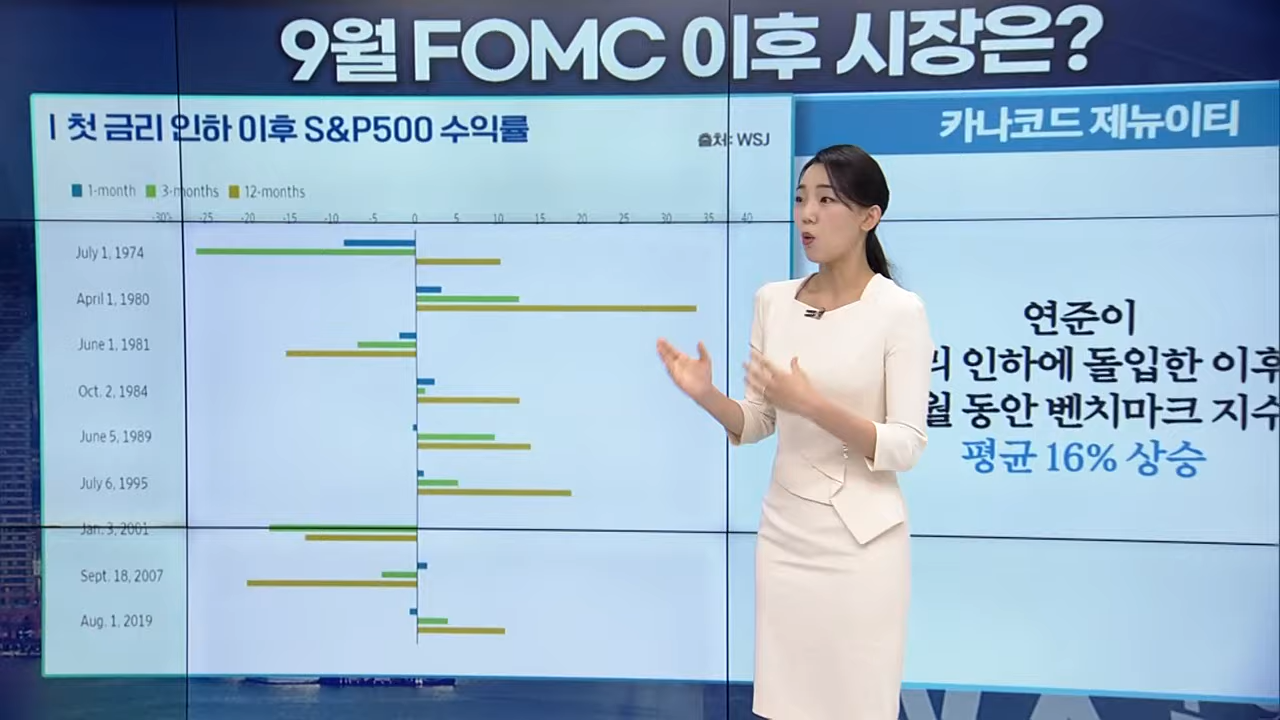 9월 FOMC 이후 시장은?
첫 금리 인하 이후 S&P500 수익률
출처: WSJ
1-month 3-months 12-months
-30% -25 -20 -15 -10 -5 0 5 10 15 20 25 30 35 40
July 1, 1974
April 1, 1980
June 1, 1981
Oct. 2, 1984
June 5, 1989
July 6, 1995
Jan. 3, 2001
Sept. 18, 2007
Aug. 1, 2019
카나코드 제뉴이티
연준이
인하에 돌입한 이후
월 동안 벤치마크 지수
평균 16% 상승